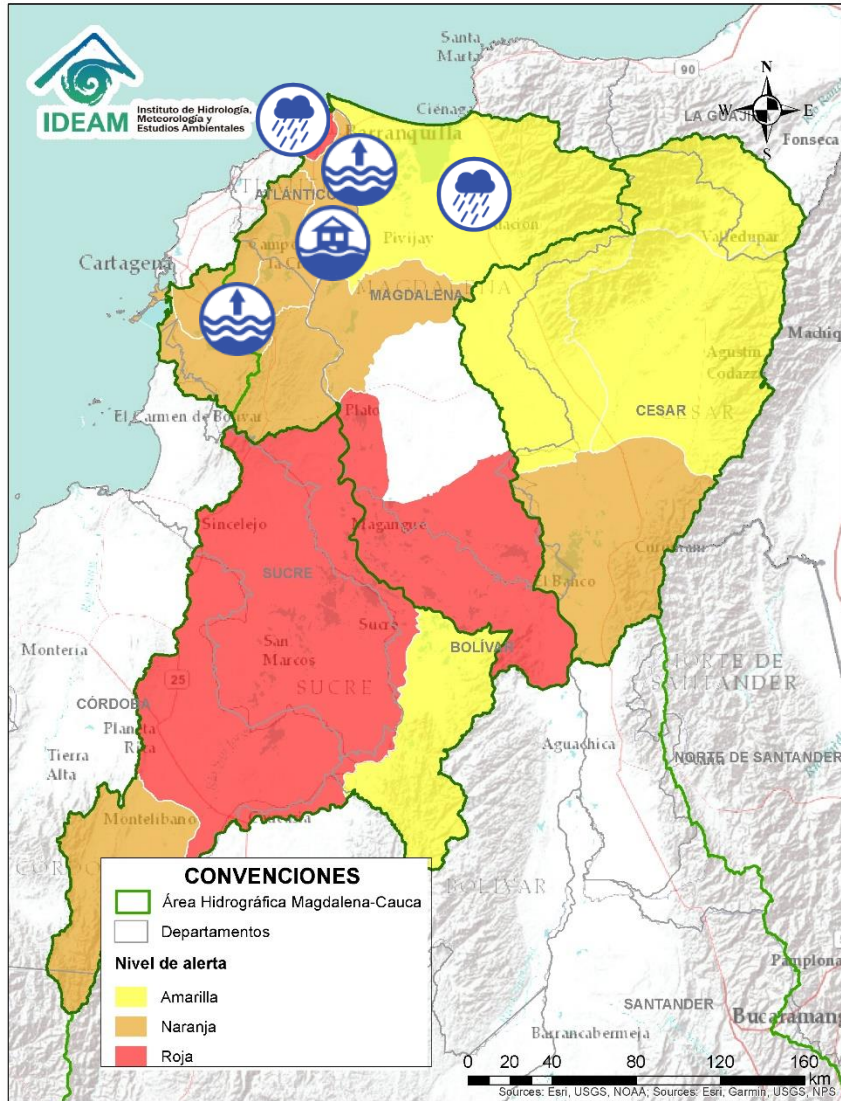 IDEAM
Instituto de Hidrología,
Meteorología y
Estudios Ambientales
Santa
Marta
90
N
W
E
S
LA GUAJIRA
Ciénaga
Fonseca
Barranquilla
ATLÁNTICO
Valledupar
Pivijay
Cartagena
MAGDALENA
Agustín
Codazzi
El Carmen de Bolívar
Plato
CESAR
Sincelejo
Magangué
SUCRE
El Banco
Sucre
San
Marcos
BOLÍVAR
Montería
SUCRE
25
NORTE DE
SANTANDER
CÓRDOBA
Planeta
Rica
Tierra
Alta
Aguachica
NORTE DE SANTANDER
Montelíbano
BOLÍVAR
CONVENCIONES
Área Hidrográfica Magdalena-Cauca
Departamentos
Nivel de alerta
Amarilla
Naranja
Roja
Pamplona
SANTANDER
Bucaramang
Barrancabermeja
0 20 40 80 120 160
Km
Sources: Esri, USGS, NOAA; Sources: Esri, Garmin, USGS, NPS